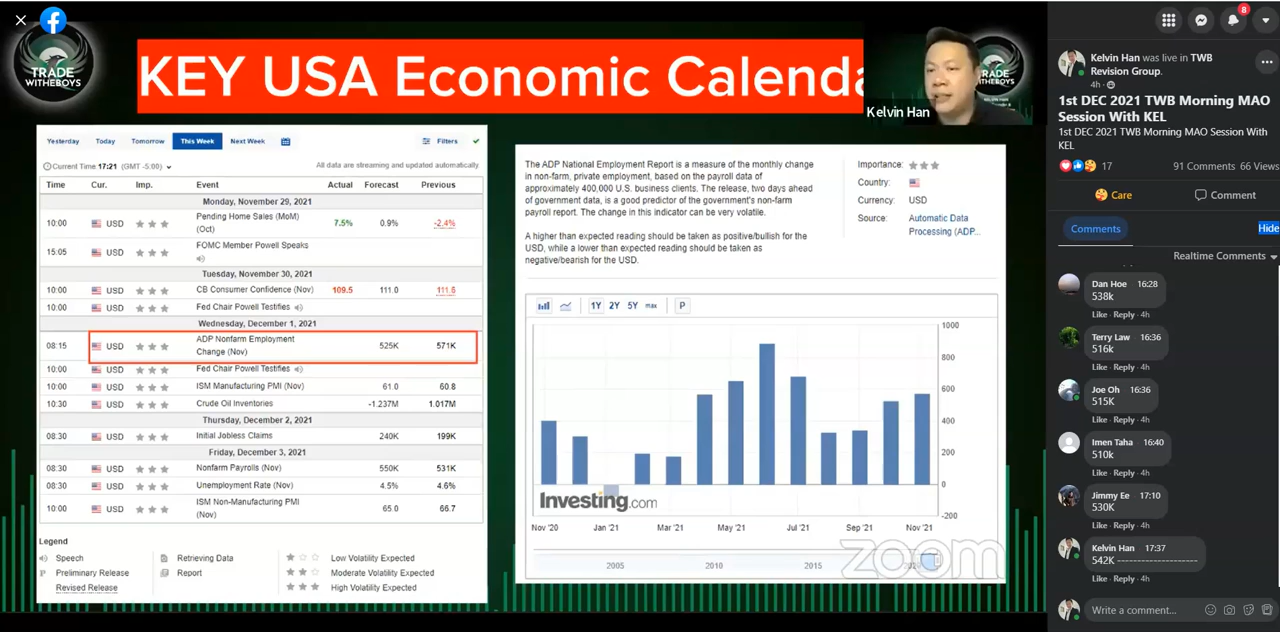 TRADE
WITHEBOYS
KEY USA Economic Calenda
TRADE
WITHEBOYS
Kelvin Han
Yesterday Today Tomorrow This Week Next Week Filters
Current Time 17:21 (GMT -5:00) All data are streaming and updated automatically.
Time Cur. Imp. Event Actual Forecast Previous
Monday, November 29, 2021
10:00 USD Pending Home Sales (MoM) (Oct) 7.5% 0.9% -2.4%
15:05 USD FOMC Member Powell Speaks
Tuesday, November 30, 2021
10:00 USD CB Consumer Confidence (Nov) 109.5 111.0 111.6
10:00 USD Fed Chair Powell Testifies
Wednesday, December 1, 2021
08:15 USD ADP Nonfarm Employment Change (Nov) 525K 571K
10:00 USD Fed Chair Powell Testifies
10:00 USD ISM Manufacturing PMI (Nov) 61.0 60.8
10:30 USD Crude Oil Inventories -1.237M 1.017M
Thursday, December 2, 2021
08:30 USD Initial Jobless Claims 240K 199K
Friday, December 3, 2021
08:30 USD Nonfarm Payrolls (Nov) 550K 531K
08:30 USD Unemployment Rate (Nov) 4.5% 4.6%
10:00 USD ISM Non-Manufacturing PMI (Nov) 65.0 66.7
Legend
Speech Retrieving Data Low Volatility Expected
P Preliminary Release Report Moderate Volatility Expected
Revised Release High Volatility Expected
The ADP National Employment Report is a measure of the monthly change
in non-farm, private employment, based on the payroll data of
approximately 400,000 U.S. business clients. The release, two days ahead
of government data, is a good predictor of the government's non-farm
payroll report. The change in this indicator can be very volatile.
A higher than expected reading should be taken as positive/bullish for the
USD, while a lower than expected reading should be taken as
negative/bearish for the USD.
Importance:
Country:
Currency: USD
Source: Automatic Data
Processing (ADP...
1Y 2Y 5Y max P
1000
800
600
400
200
0
-200
Investing.com
Nov '20 Jan '21 Mar '21 May '21 Jul '21 Sep '21 Nov '21
2005 2010 2015
zoom
8
Kelvin Han was live in TWB
Revision Group.
4h
1st DEC 2021 TWB Morning MAO
Session With KEL
1st DEC 2021 TWB Morning MAO Session With
KEL
17 91 Comments 66 Views
Care Comment
Comments Hide
Realtime Comments
Dan Hoe 16:28
538k
Like · Reply · 4h
Terry Law 16:36
516k
Like · Reply · 4h
Joe Oh 16:36
515K
Like · Reply · 4h
Imen Taha 16:40
510k
Like · Reply · 4h
Jimmy Ee 17:10
530K
Like · Reply · 4h
Kelvin Han 17:37
542K ---------------------
Like · Reply · 4h
Write a comment...